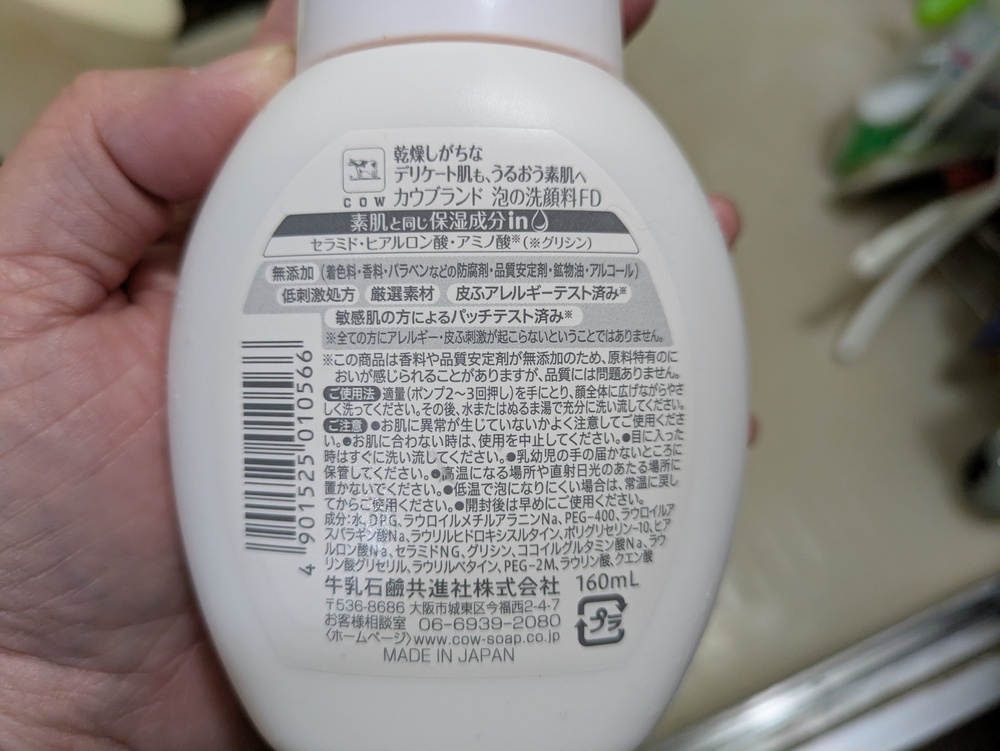 乾燥しがちな
デリケート肌も、うるおう素肌へ
COW カウブランド 泡の洗顔料FD
素肌と同じ保湿成分in
セラミド・ヒアルロン酸・アミノ酸※(※グリシン)
無添加 (着色料・香料・パラベンなどの防腐剤・品質安定剤・鉱物油・アルコール)
低刺激処方 厳選素材 皮ふアレルギーテスト済み※
敏感肌の方によるパッチテスト済み※
※全ての方にアレルギー・皮ふ刺激が起こらないということではありません。
※この商品は香料や品質安定剤が無添加のため、原料特有のに
おいが感じられることがありますが、品質には問題ありません。
ご使用法 適量(ポンプ2〜3回押し)を手にとり、顔全体に広げながらやさ
しく洗ってください。その後、水またはぬるま湯で充分に洗い流してください。
ご注意 ●お肌に異常が生じていないかよく注意してご使用くださ
い。●お肌に合わない時は、使用を中止してください。●目に入った
時はすぐに洗い流してください。●乳幼児の手の届かないところに
保管してください。●高温になる場所や直射日光のあたる場所に
置かないでください。●低温で泡になりにくい場合は、常温に戻し
てからご使用ください。●開封後は早めにご使用ください。
成分:水、DPG、ラウロイルメチルアラニンNa、PEG-400、ラウロイルア
スパラギン酸Na、ラウリルヒドロキシスルタイン、ポリグリセリン-10、ヒア
ルロン酸Na、セラミドNG、グリシン、ココイルグルタミン酸Na、ラウ
リン酸グリセリル、ラウリルベタイン、PEG-2M、ラウリン酸、クエン酸
牛乳石鹼共進社株式会社 160mL
〒536-8686 大阪市城東区今福西2-4-7
お客様相談室 06-6939-2080
〈ホームページ〉www.cow-soap.co.jp
プラ
MADE IN JAPAN
4 901525 010566